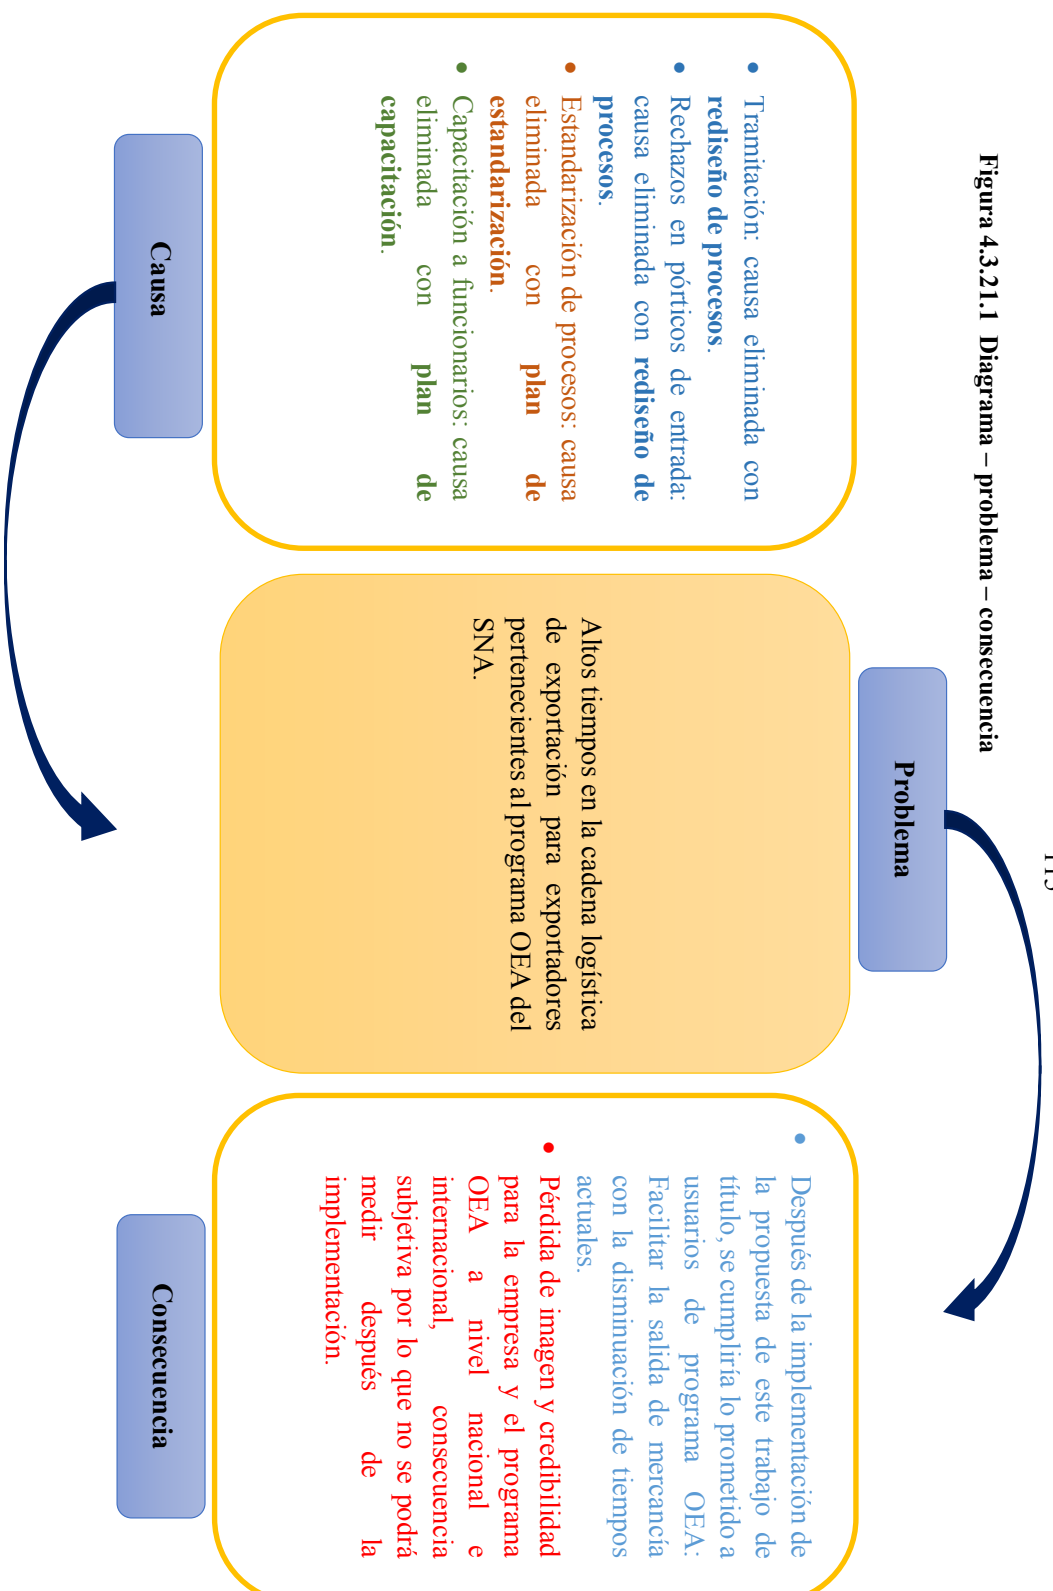 Figura 4.3.21.1 Diagrama – problema – consecuencia
• Tramitación: causa eliminada con
rediseño de procesos.
• Rechazos en pórticos de entrada:
causa eliminada con rediseño de
procesos.
• Estandarización de procesos: causa
eliminada con plan de
estandarización.
• Capacitación a funcionarios: causa
eliminada con plan de
capacitación.
Causa
Problema
Altos tiempos en la cadena logística
de exportación para exportadores
pertenecientes al programa OEA del
SNA.
• Después de la implementación de
la propuesta de este trabajo de
título, se cumpliría lo prometido a
usuarios de programa OEA:
Facilitar la salida de mercancía
con la disminuación de tiempos
actuales.
• Pérdida de imagen y credibilidad
para la empresa y el programa
OEA a nivel nacional e
internacional, consecuencia
subjetiva por lo que no se podrá
medir después de la
implementación.
Consecuencia